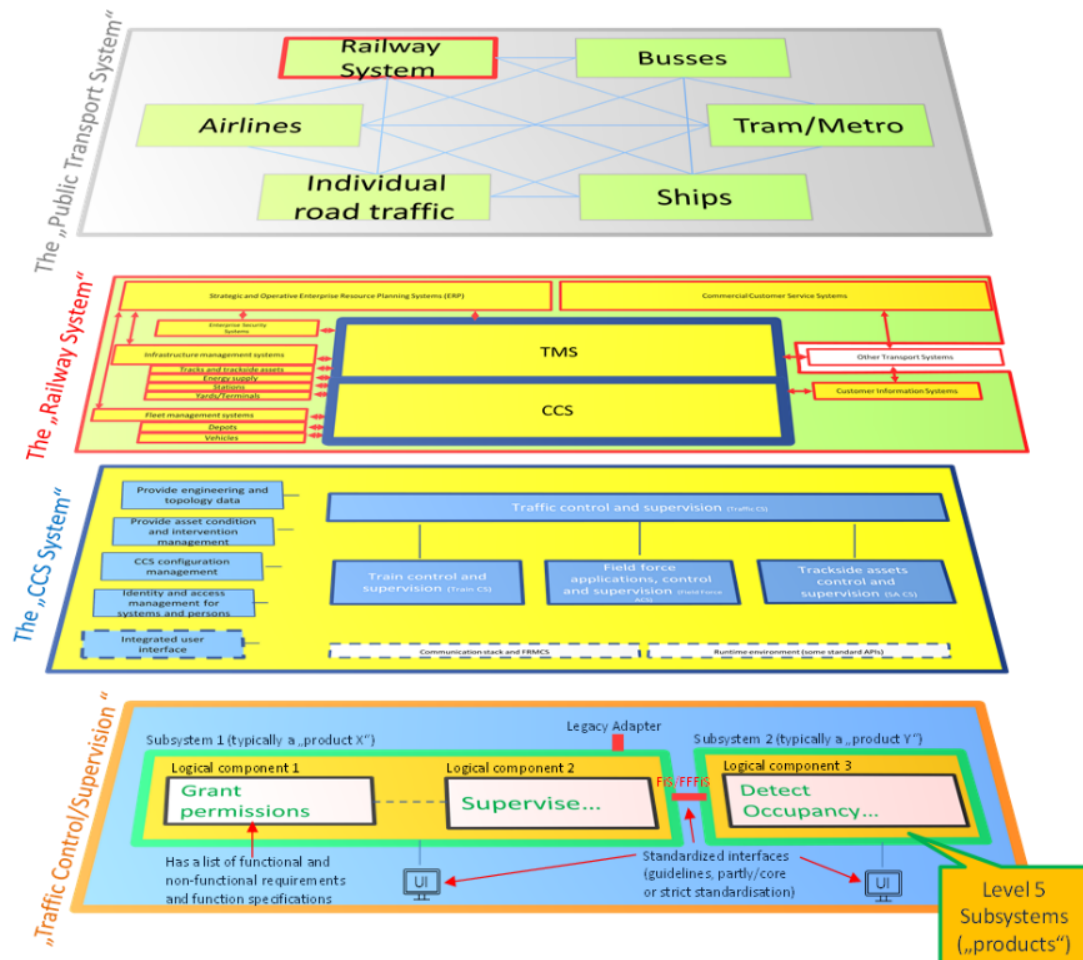 The „Public Transport System“
Railway
System
Busses
Airlines
Tram/Metro
Individual
road traffic
Ships
The „Railway System“
Strategic and Operative Enterprise Resource Planning Systems (ERP)
Commercial Customer Service Systems
Enterprise Security
Systems
Infrastructure management systems
Tracks and trackside assets
Energy supply
Stations
Yards/Terminals
Fleet management systems
Depots
Vehicles
TMS
CCS
Other Transport Systems
Customer Information Systems
The „CCS System“
Provide engineering and
topology data
Provide asset condition
and intervention
management
CCS configuration
management
Identity and access
management for
systems and persons
Integrated user
interface
Traffic control and supervision (Traffic CS)
Train control and
supervision (Train CS)
Field force
applications, control
and supervision (Field Force
ACS)
Trackside assets
control and
supervision (SA CS)
Communication stack and FRMCS
Runtime environment (some standard APIs)
„Traffic Control/Supervision “
Legacy Adapter
Subsystem 1 (typically a „product X“)
Subsystem 2 (typically a „product Y“)
Logical component 1
Grant
permissions
Logical component 2
Supervise...
FIS/FFFIS
Logical component 3
Detect
Occupancy...
Has a list of functional and
non-functional requirements
and function specifications
UI
Standardized interfaces
(guidelines, partly/core
or strict standardisation)
UI
Level 5
Subsystems
(„products“)